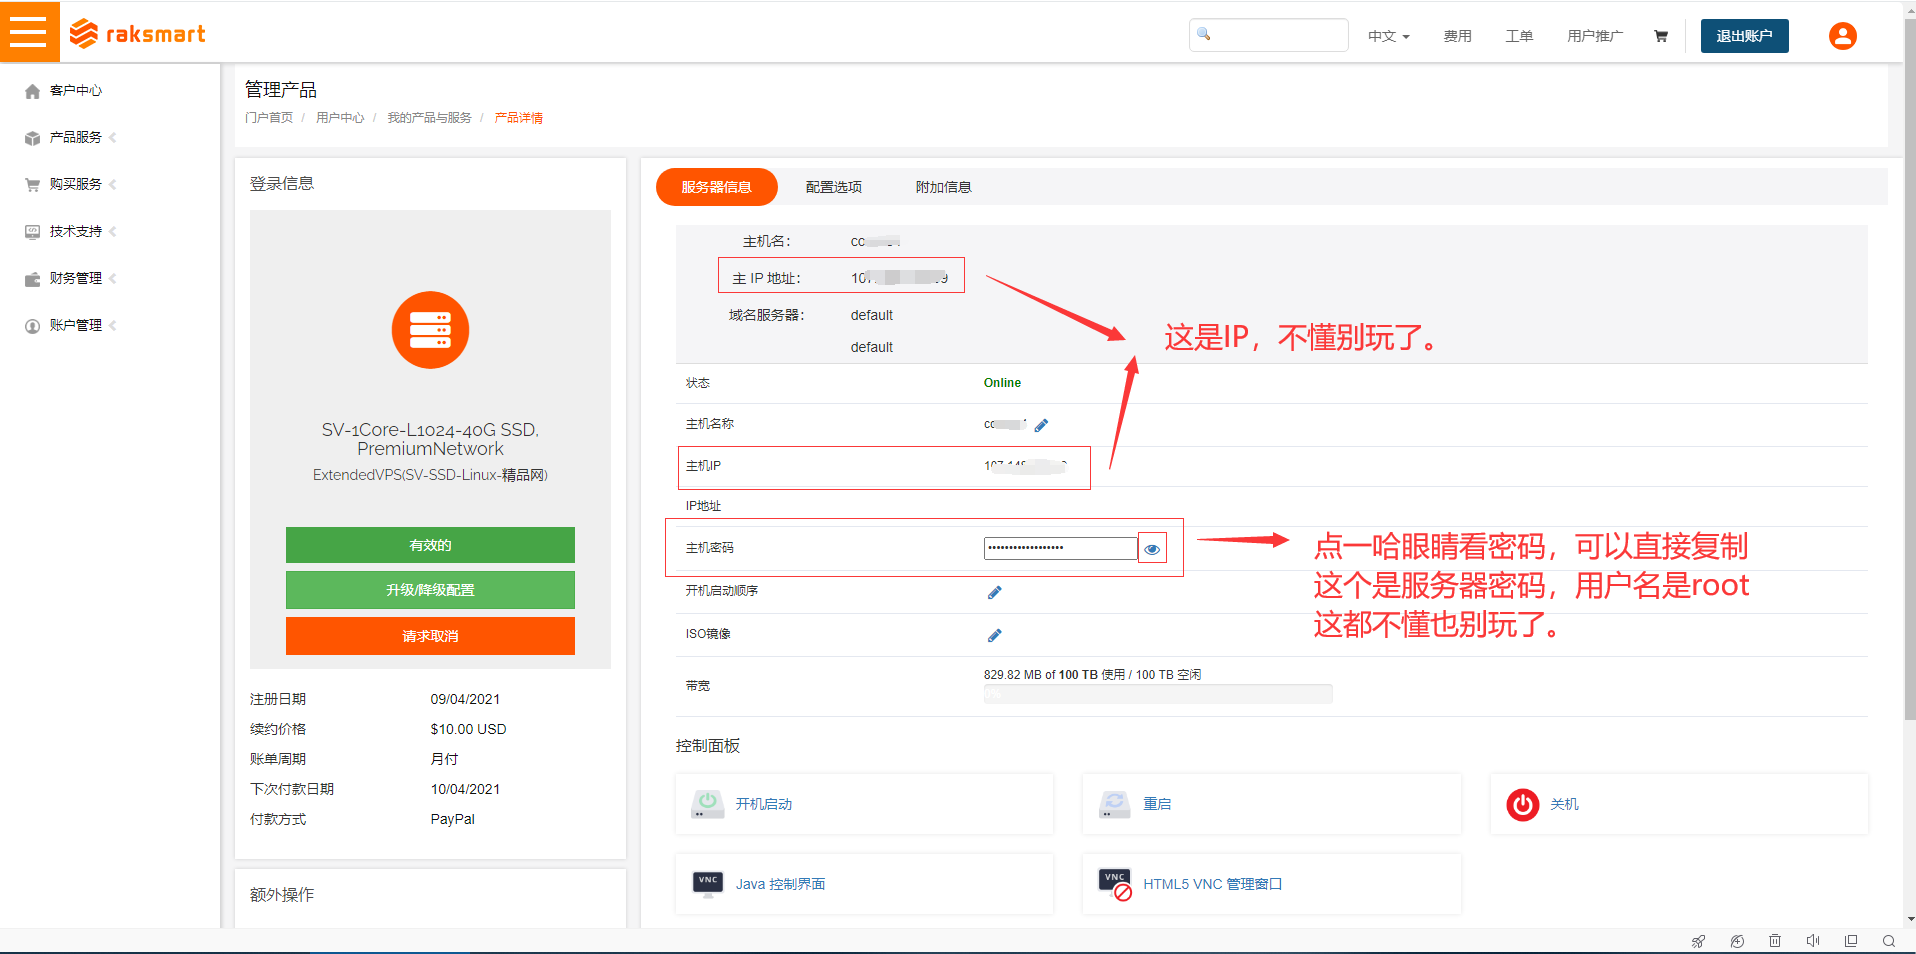 raksmart
中文
费用
工单
用户推广
退出账户
客户中心
产品服务
购买服务
技术支持
财务管理
账户管理
管理产品
门户首页 / 用户中心 / 我的产品与服务 / 产品详情
登录信息
SV-1Core-L1024-40G SSD,
PremiumNetwork
ExtendedVPS(SV-SSD-Linux-精品网)
有效的
升级/降级配置
请求取消
注册日期 09/04/2021
续约价格 $10.00 USD
账单周期 月付
下次付款日期 10/04/2021
付款方式 PayPal
额外操作
服务器信息 配置选项 附加信息
主机名:
主 IP 地址:
域名服务器: default
default
这是IP，不懂别玩了。
状态 Online
主机名称
主机IP
IP地址
主机密码 ••••••••••••••••••
点一哈眼睛看密码，可以直接复制
这个是服务器密码，用户名是root
这都不懂也别玩了。
开机启动顺序
ISO镜像
带宽 829.82 MB of 100 TB 使用 / 100 TB 空闲
0%
控制面板
开机启动
重启
关机
VNC Java 控制界面
VNC HTML5 VNC 管理窗口